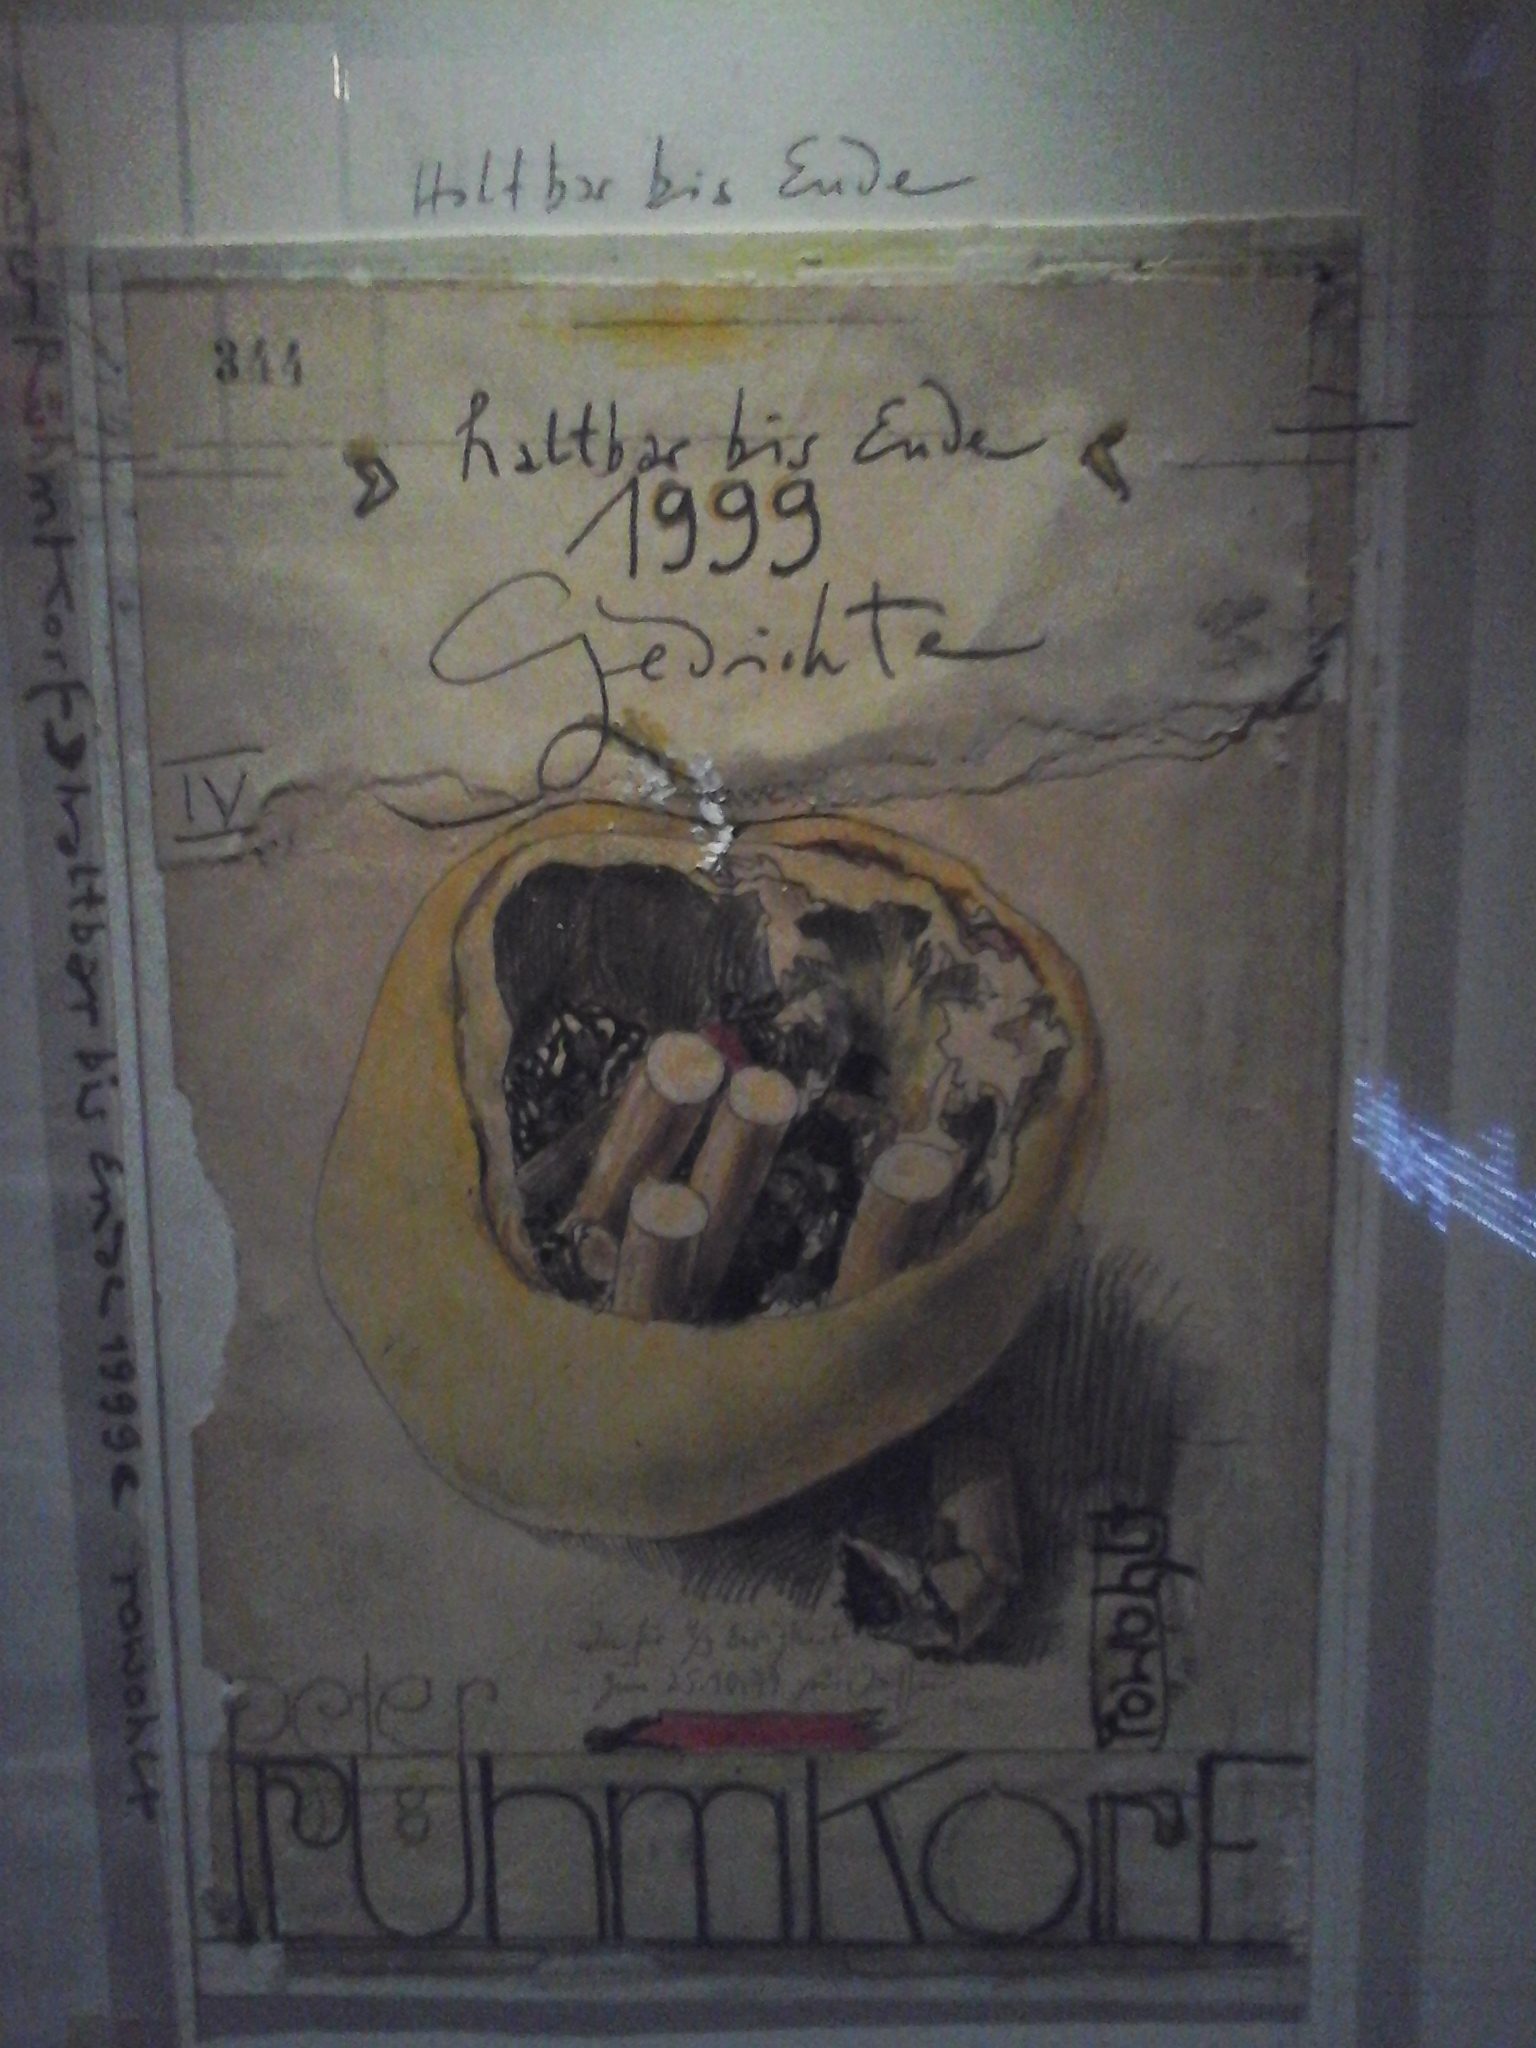 Haltbar bis Ende
344
» haltbar bis Ende «
1999
Gedichte
IV
peter rühmkorf haltbar bis Ende 1999 rowohlt
rowohlt
peter
rühmkorf